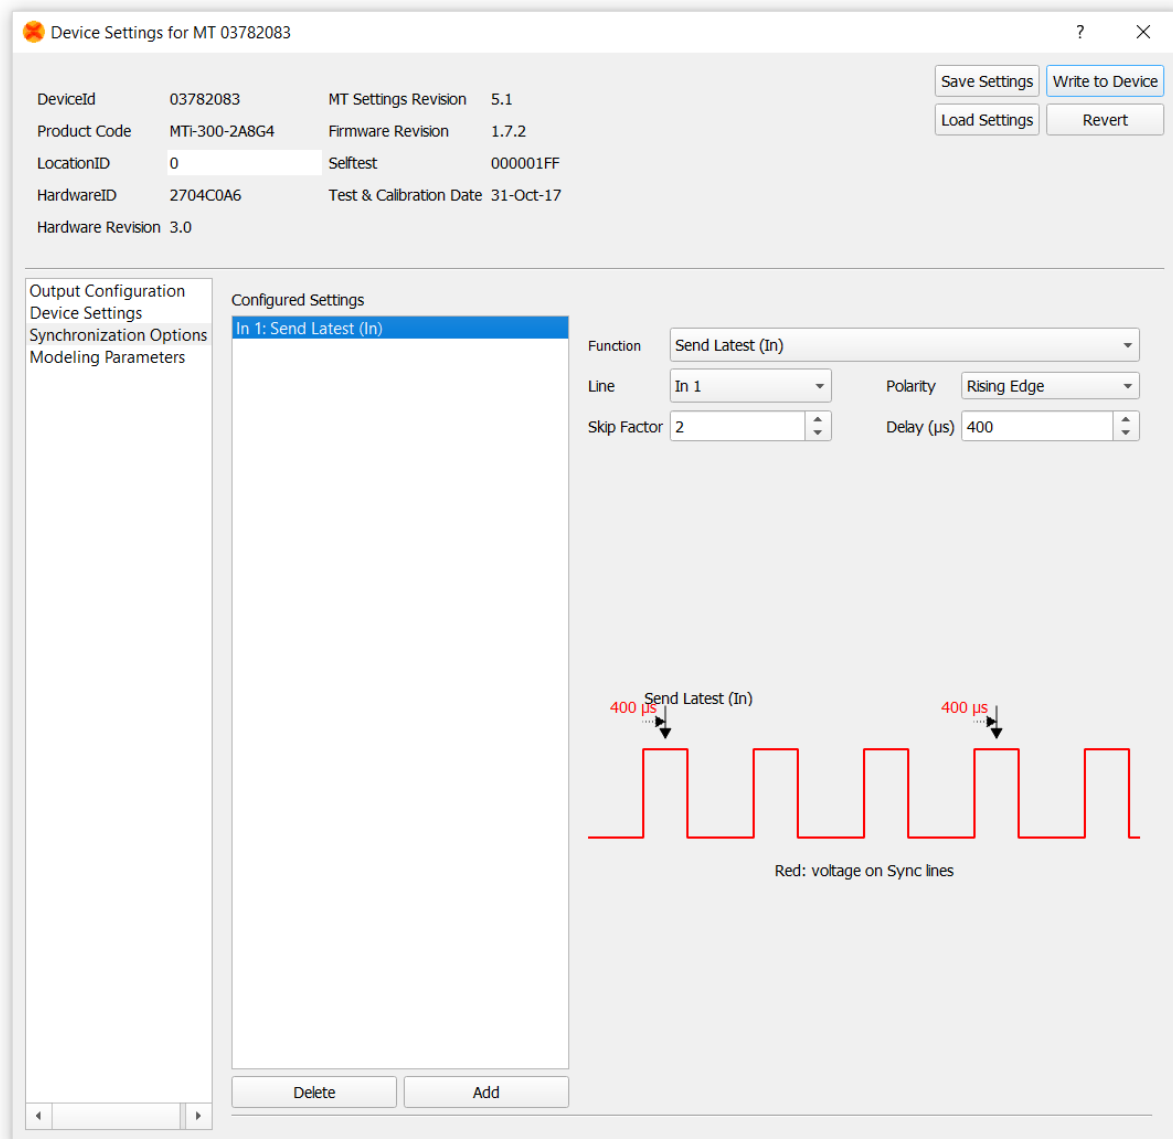 Device Settings for MT 03782083
?
DeviceId 03782083 MT Settings Revision 5.1
Save Settings Write to Device
Product Code MTi-300-2A8G4 Firmware Revision 1.7.2
Load Settings Revert
LocationID 0 Selftest 000001FF
HardwareID 2704C0A6 Test & Calibration Date 31-Oct-17
Hardware Revision 3.0
Output Configuration
Device Settings
Synchronization Options
Modeling Parameters
Configured Settings
In 1: Send Latest (In)
Function Send Latest (In)
Line In 1 Polarity Rising Edge
Skip Factor 2 Delay (µs) 400
Send Latest (In)
400 µs 400 µs
Red: voltage on Sync lines
Delete Add